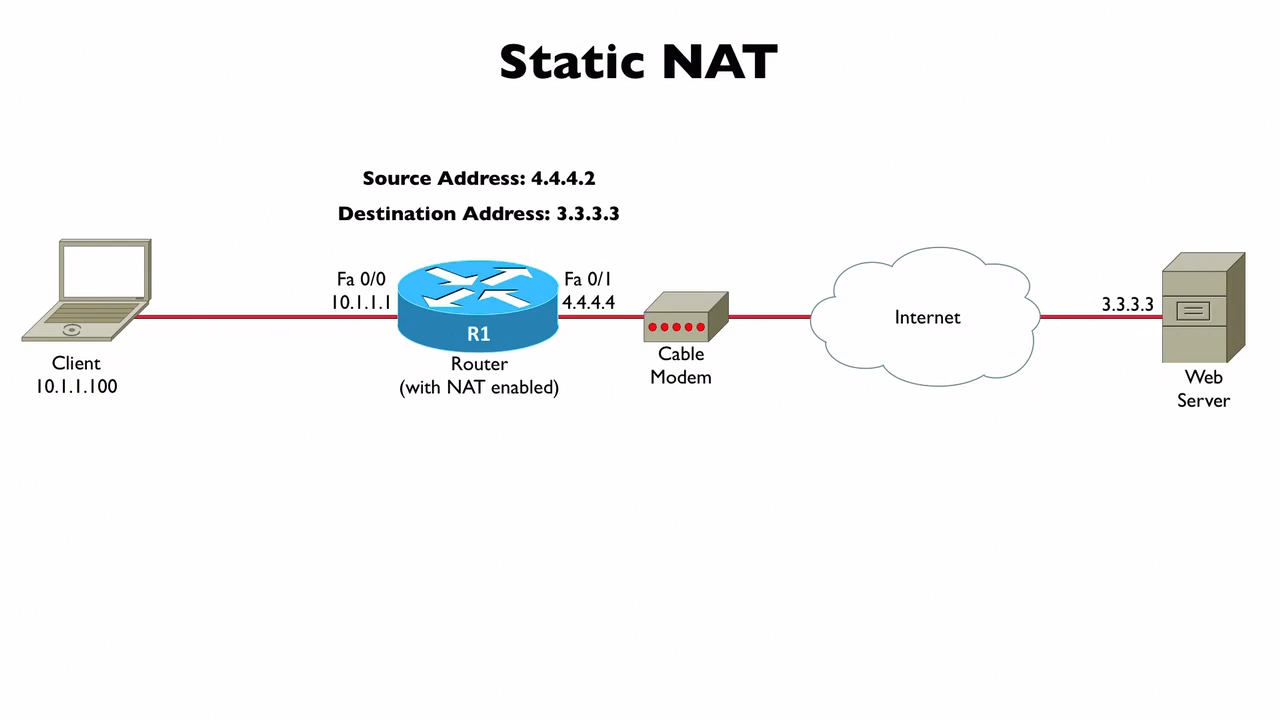 Static NAT
Source Address: 4.4.4.2
Destination Address: 3.3.3.3
Fa 0/0
10.1.1.1
Fa 0/1
4.4.4.4
R1
Router
(with NAT enabled)
Client
10.1.1.100
Cable
Modem
Internet
3.3.3.3
Web
Server